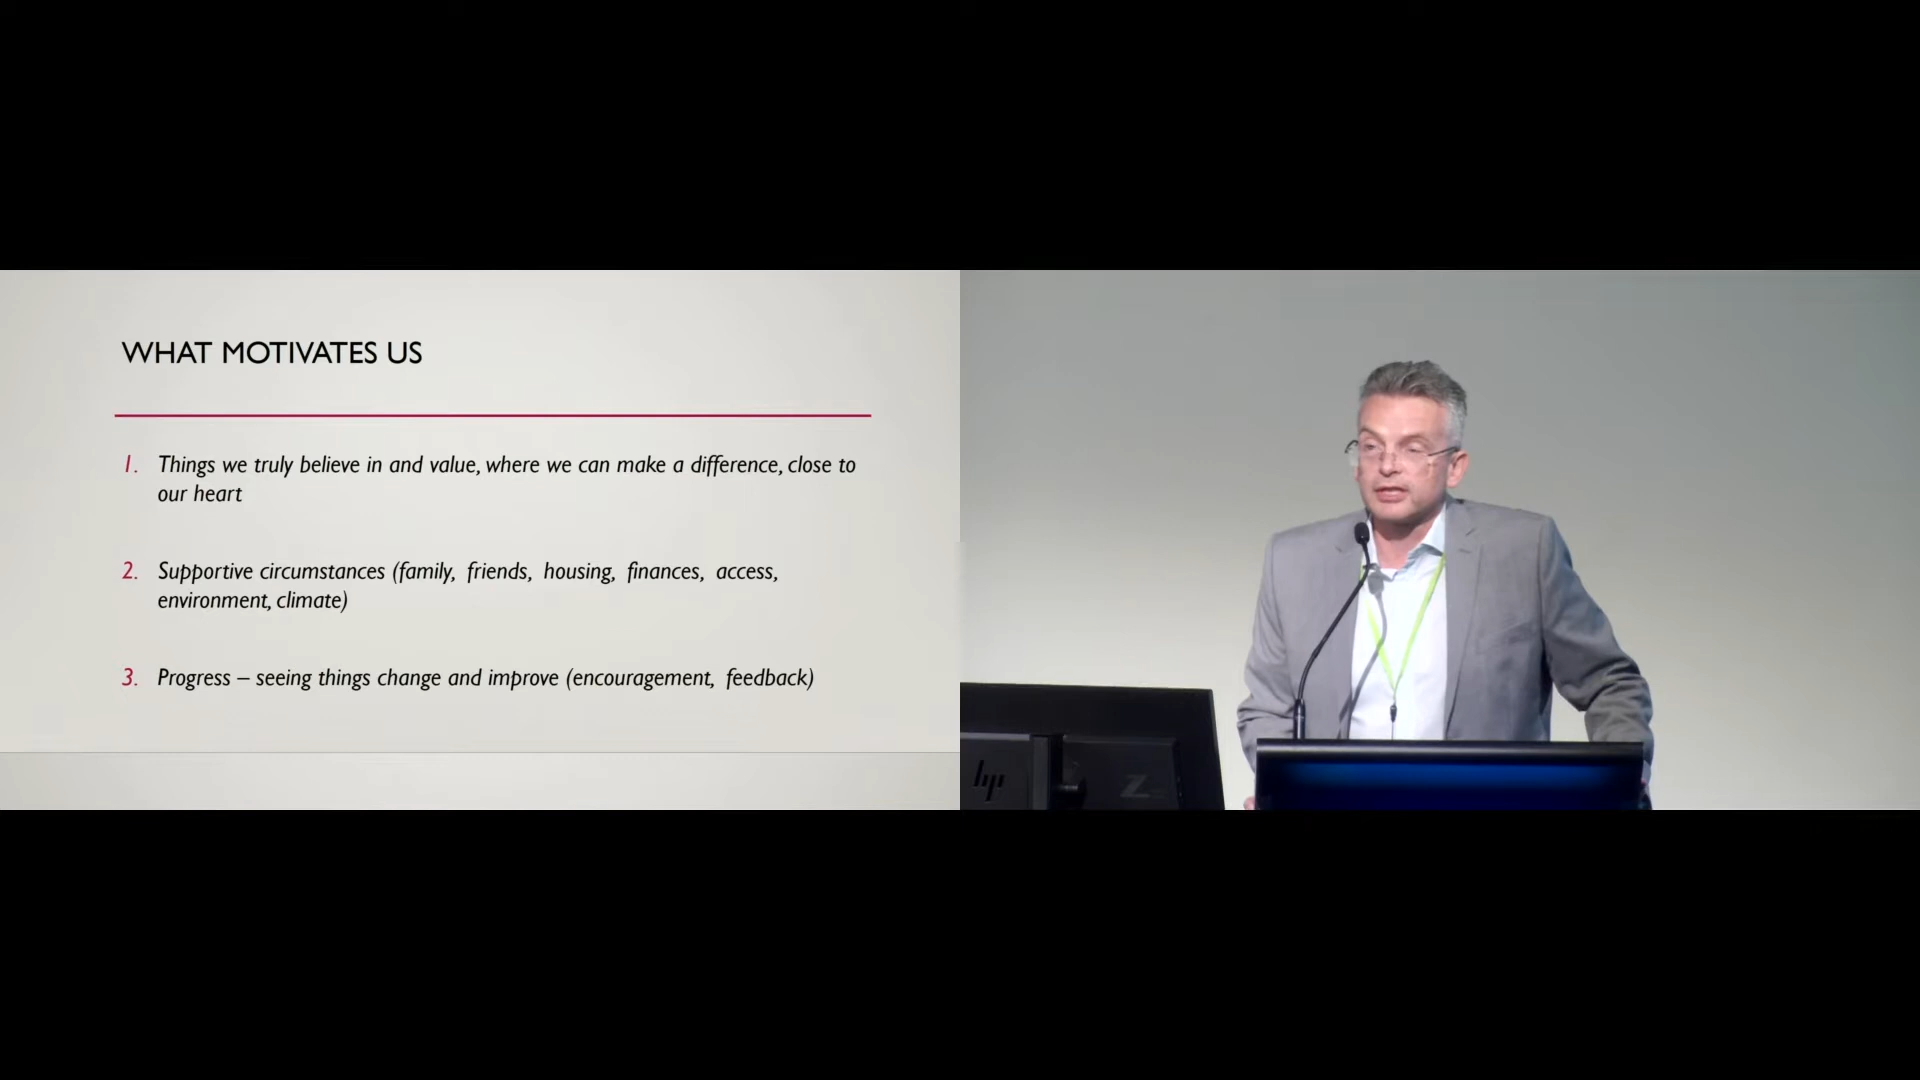 WHAT MOTIVATES US
1. Things we truly believe in and value, where we can make a difference, close to
our heart
2. Supportive circumstances (family, friends, housing, finances, access,
environment, climate)
3. Progress – seeing things change and improve (encouragement, feedback)
hp
Z